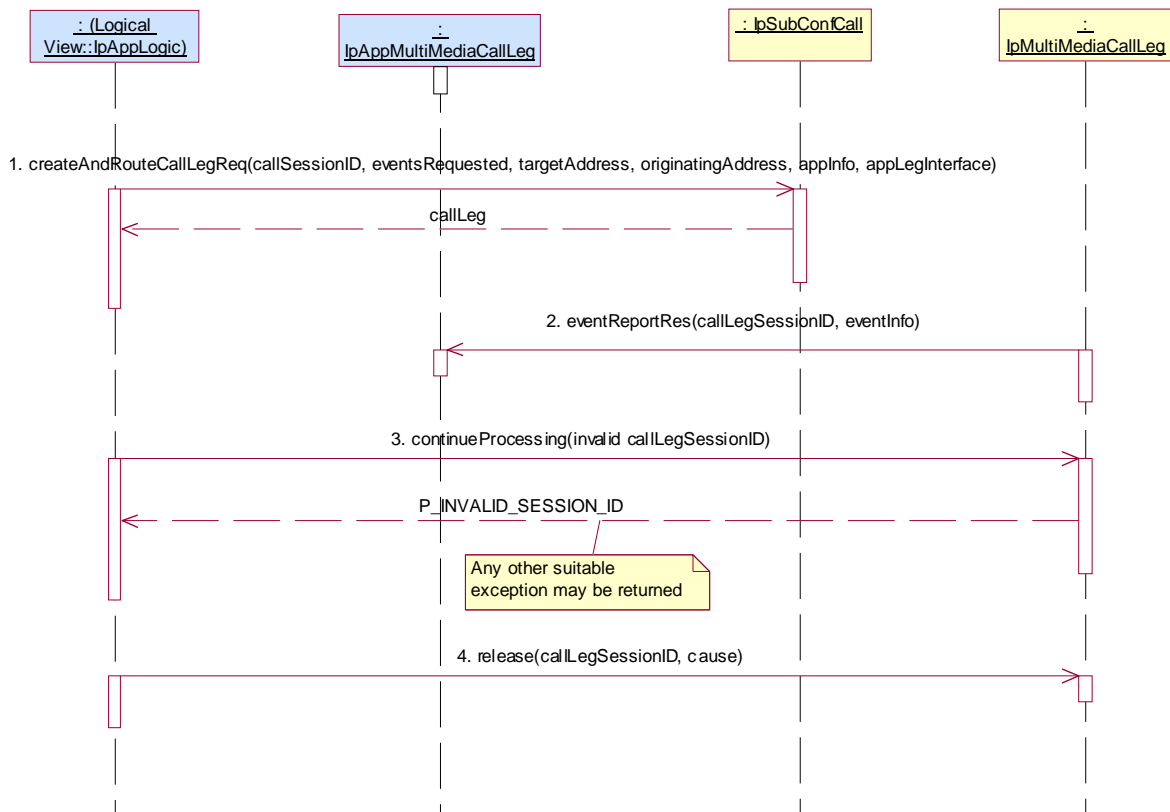 : (Logical
View::IpAppLogic)
:
IpAppMultiMediaCallLeg
: IpSubConfCall
:
IpMultiMediaCallLeg
1. createAndRouteCallLegReq(callSessionID, eventsRequested, targetAddress, originatingAddress, appInfo, appLegInterface)
callLeg
2. eventReportRes(callLegSessionID, eventInfo)
3. continueProcessing(invalid callLegSessionID)
P_INVALID_SESSION_ID
Any other suitable
exception may be returned
4. release(callLegSessionID, cause)